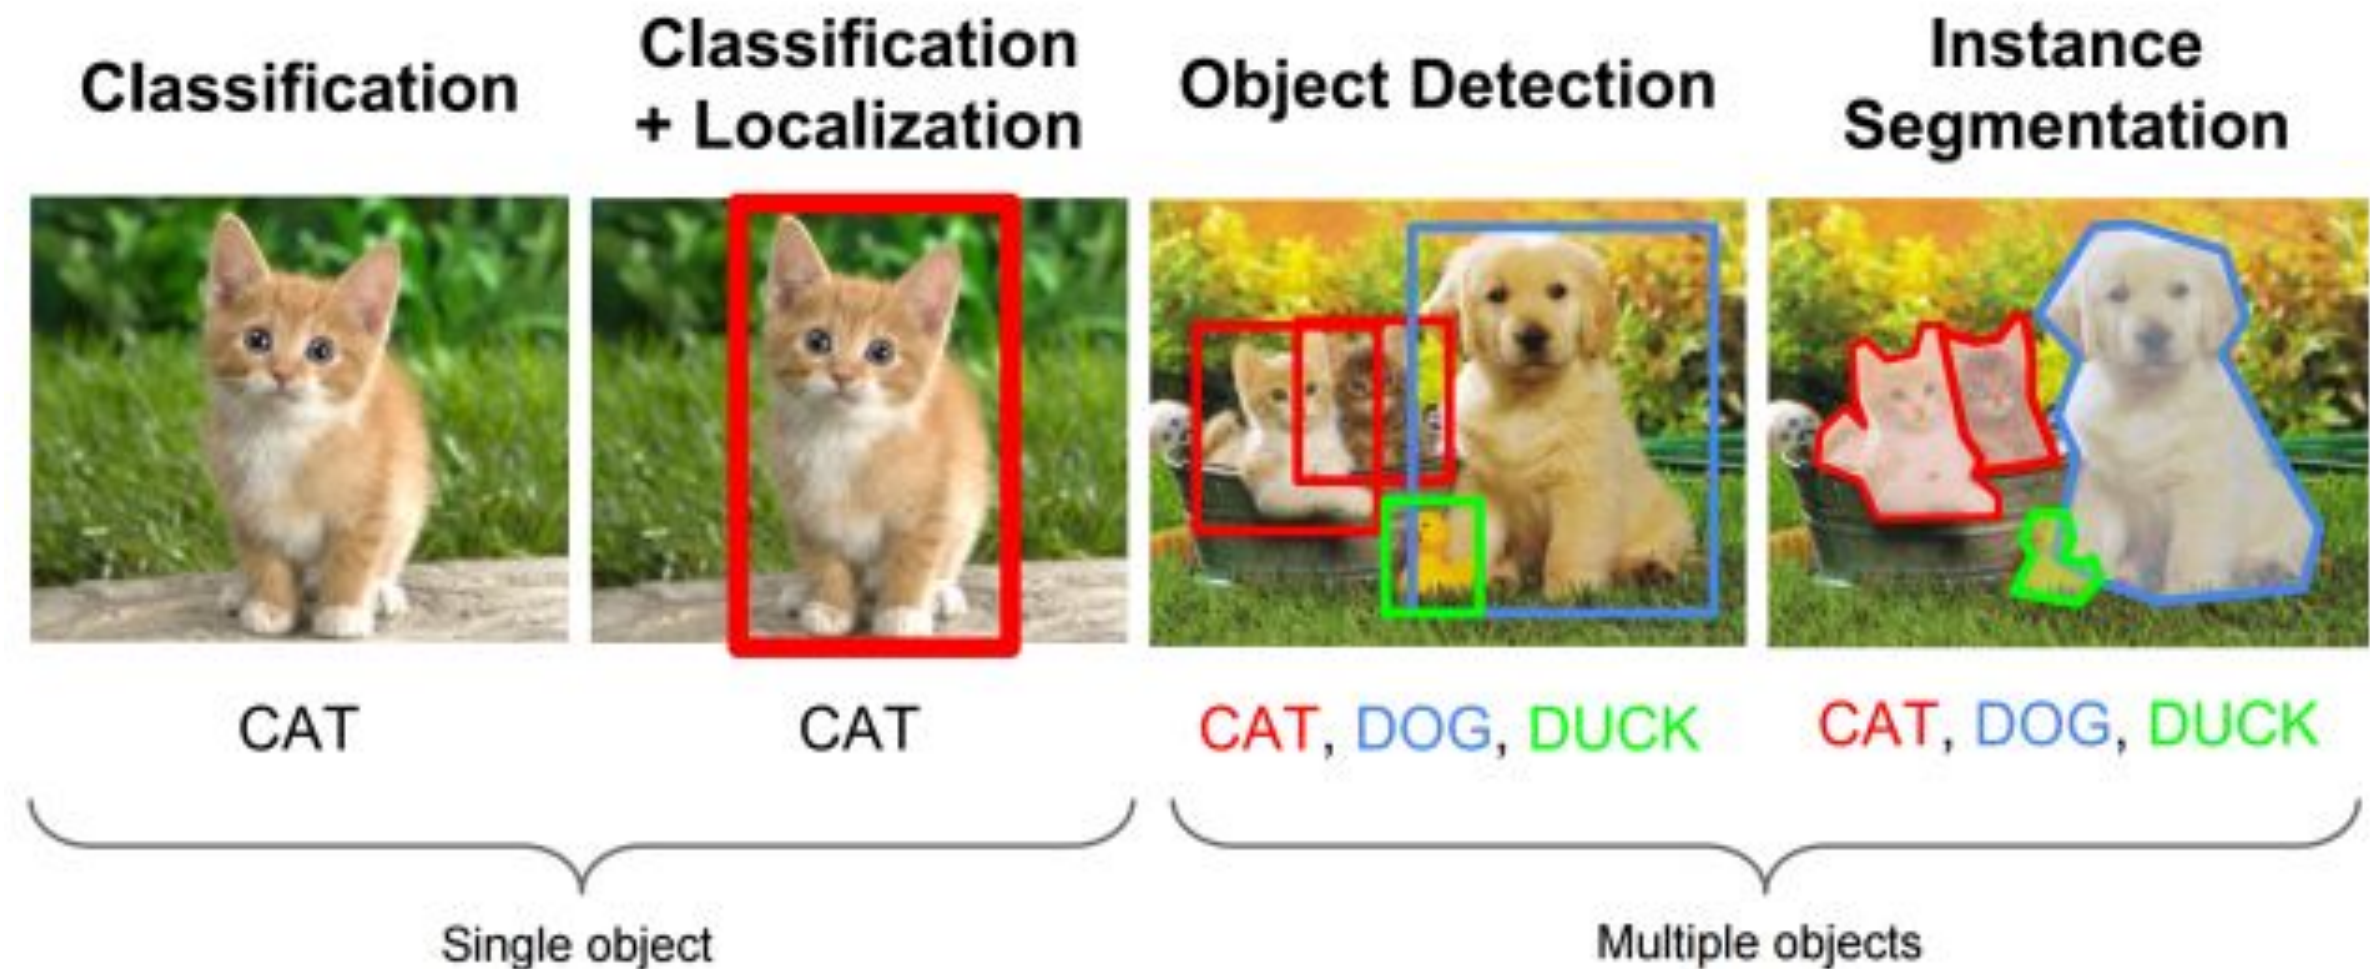 Classification
Classification
+ Localization
Object Detection
Instance
Segmentation
CAT
CAT
CAT, DOG, DUCK
CAT, DOG, DUCK
Single object
Multiple objects